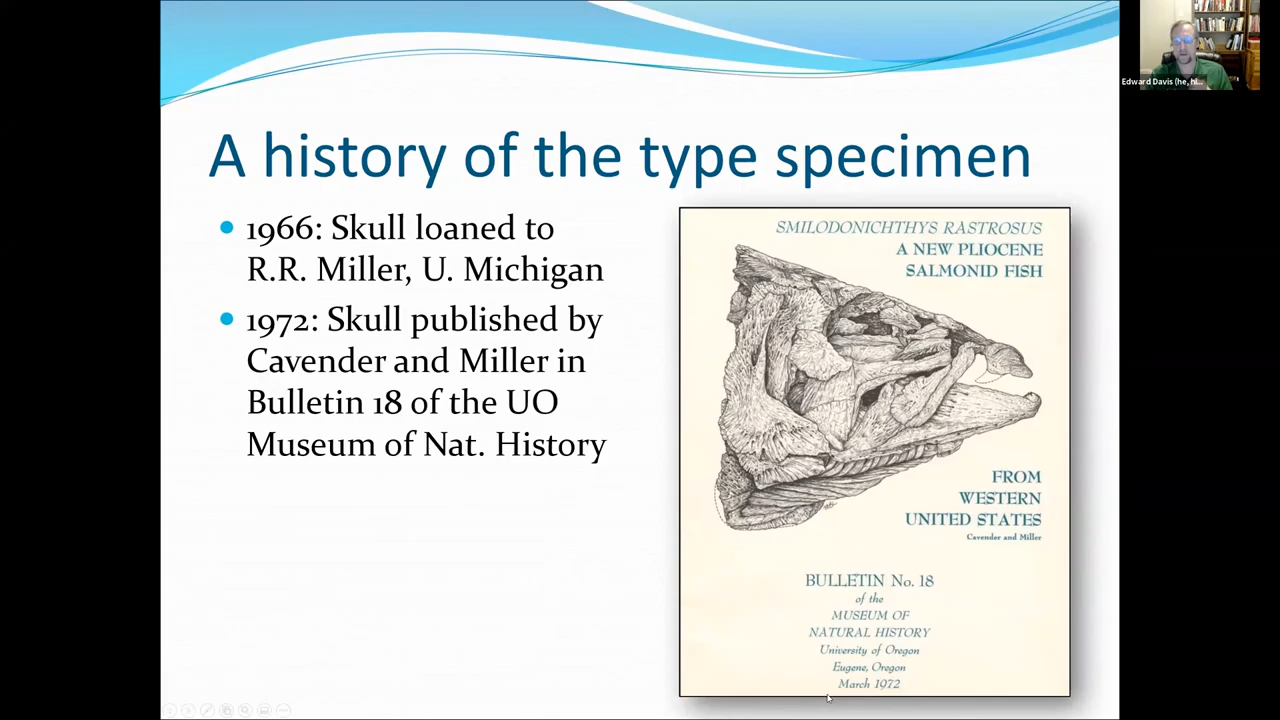 Edward Davis (he, hi...
A history of the type specimen
1966: Skull loaned to
R.R. Miller, U. Michigan
1972: Skull published by
Cavender and Miller in
Bulletin 18 of the UO
Museum of Nat. History
SMILODONICHTHYS RASTROSUS
A NEW PLIOCENE
SALMONID FISH
FROM
WESTERN
UNITED STATES
Cavender and Miller
BULLETIN No. 18
of the
MUSEUM OF
NATURAL HISTORY
University of Oregon
Eugene, Oregon
March 1972